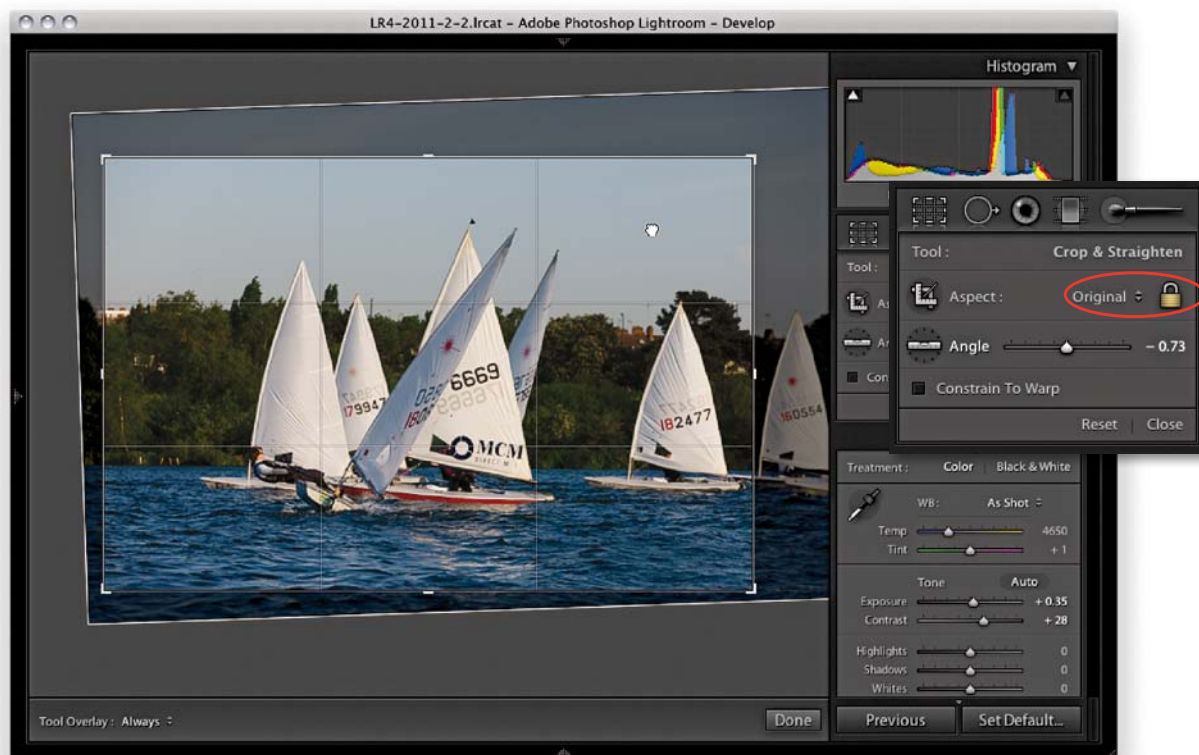 LR4-2011-2-2.lrcat – Adobe Photoshop Lightroom – Develop
Histogram
Tool :
Tool : Crop & Straighten
Aspect : Original
Angle – 0.73
Con
Constrain To Warp
Reset Close
179947
6669
182477
160554
MCM
Treatment : Color Black & White
WB : As Shot
Temp 4650
Tint + 1
Tone Auto
Exposure + 0.35
Contrast + 28
Highlights 0
Shadows 0
Whites 0
Tool Overlay : Always Done Previous Set Default...